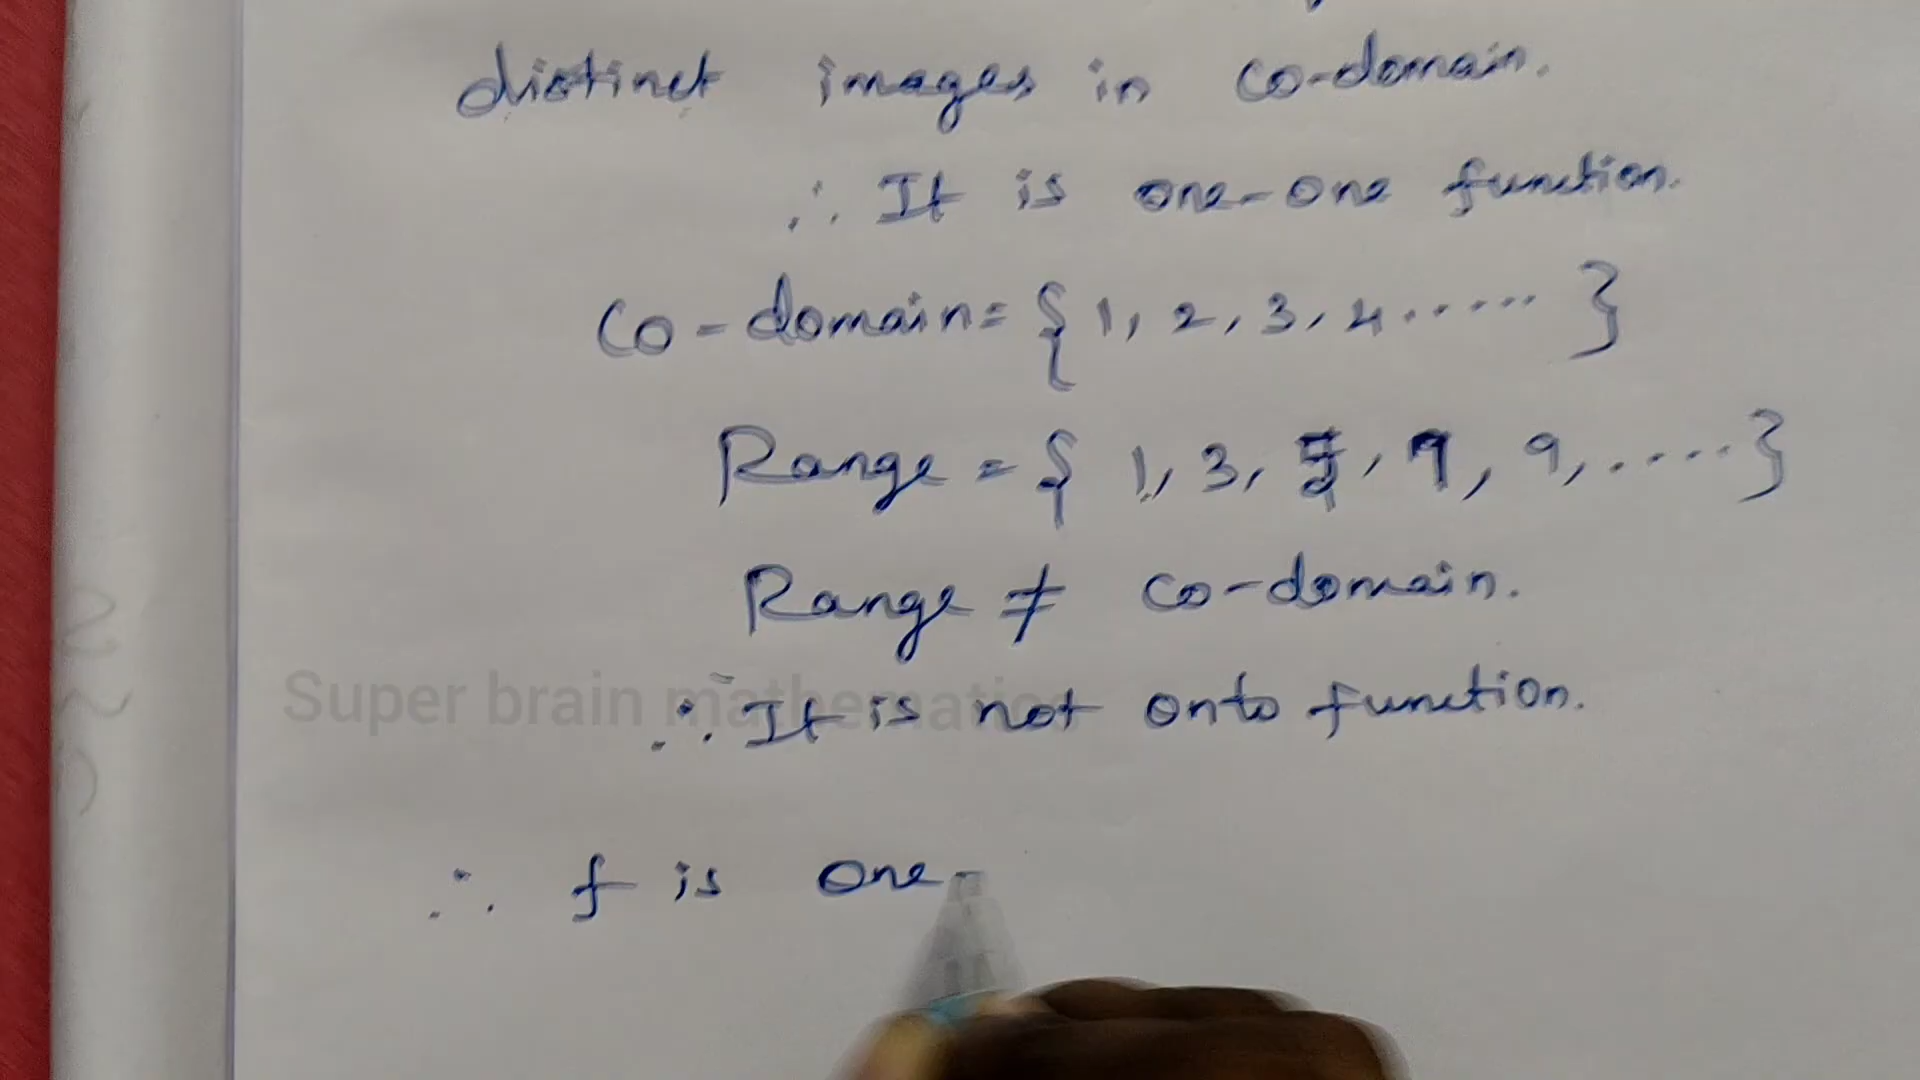 distinct images in co-domain.
∴ It is one-one function.
Co-domain = { 1, 2, 3, 4 ...... }
Range = { 1, 3, 5, 7, 9, ..... }
Range ≠ co-domain.
Super brain mathematics
∴ It is not onto function.
∴ f is one-